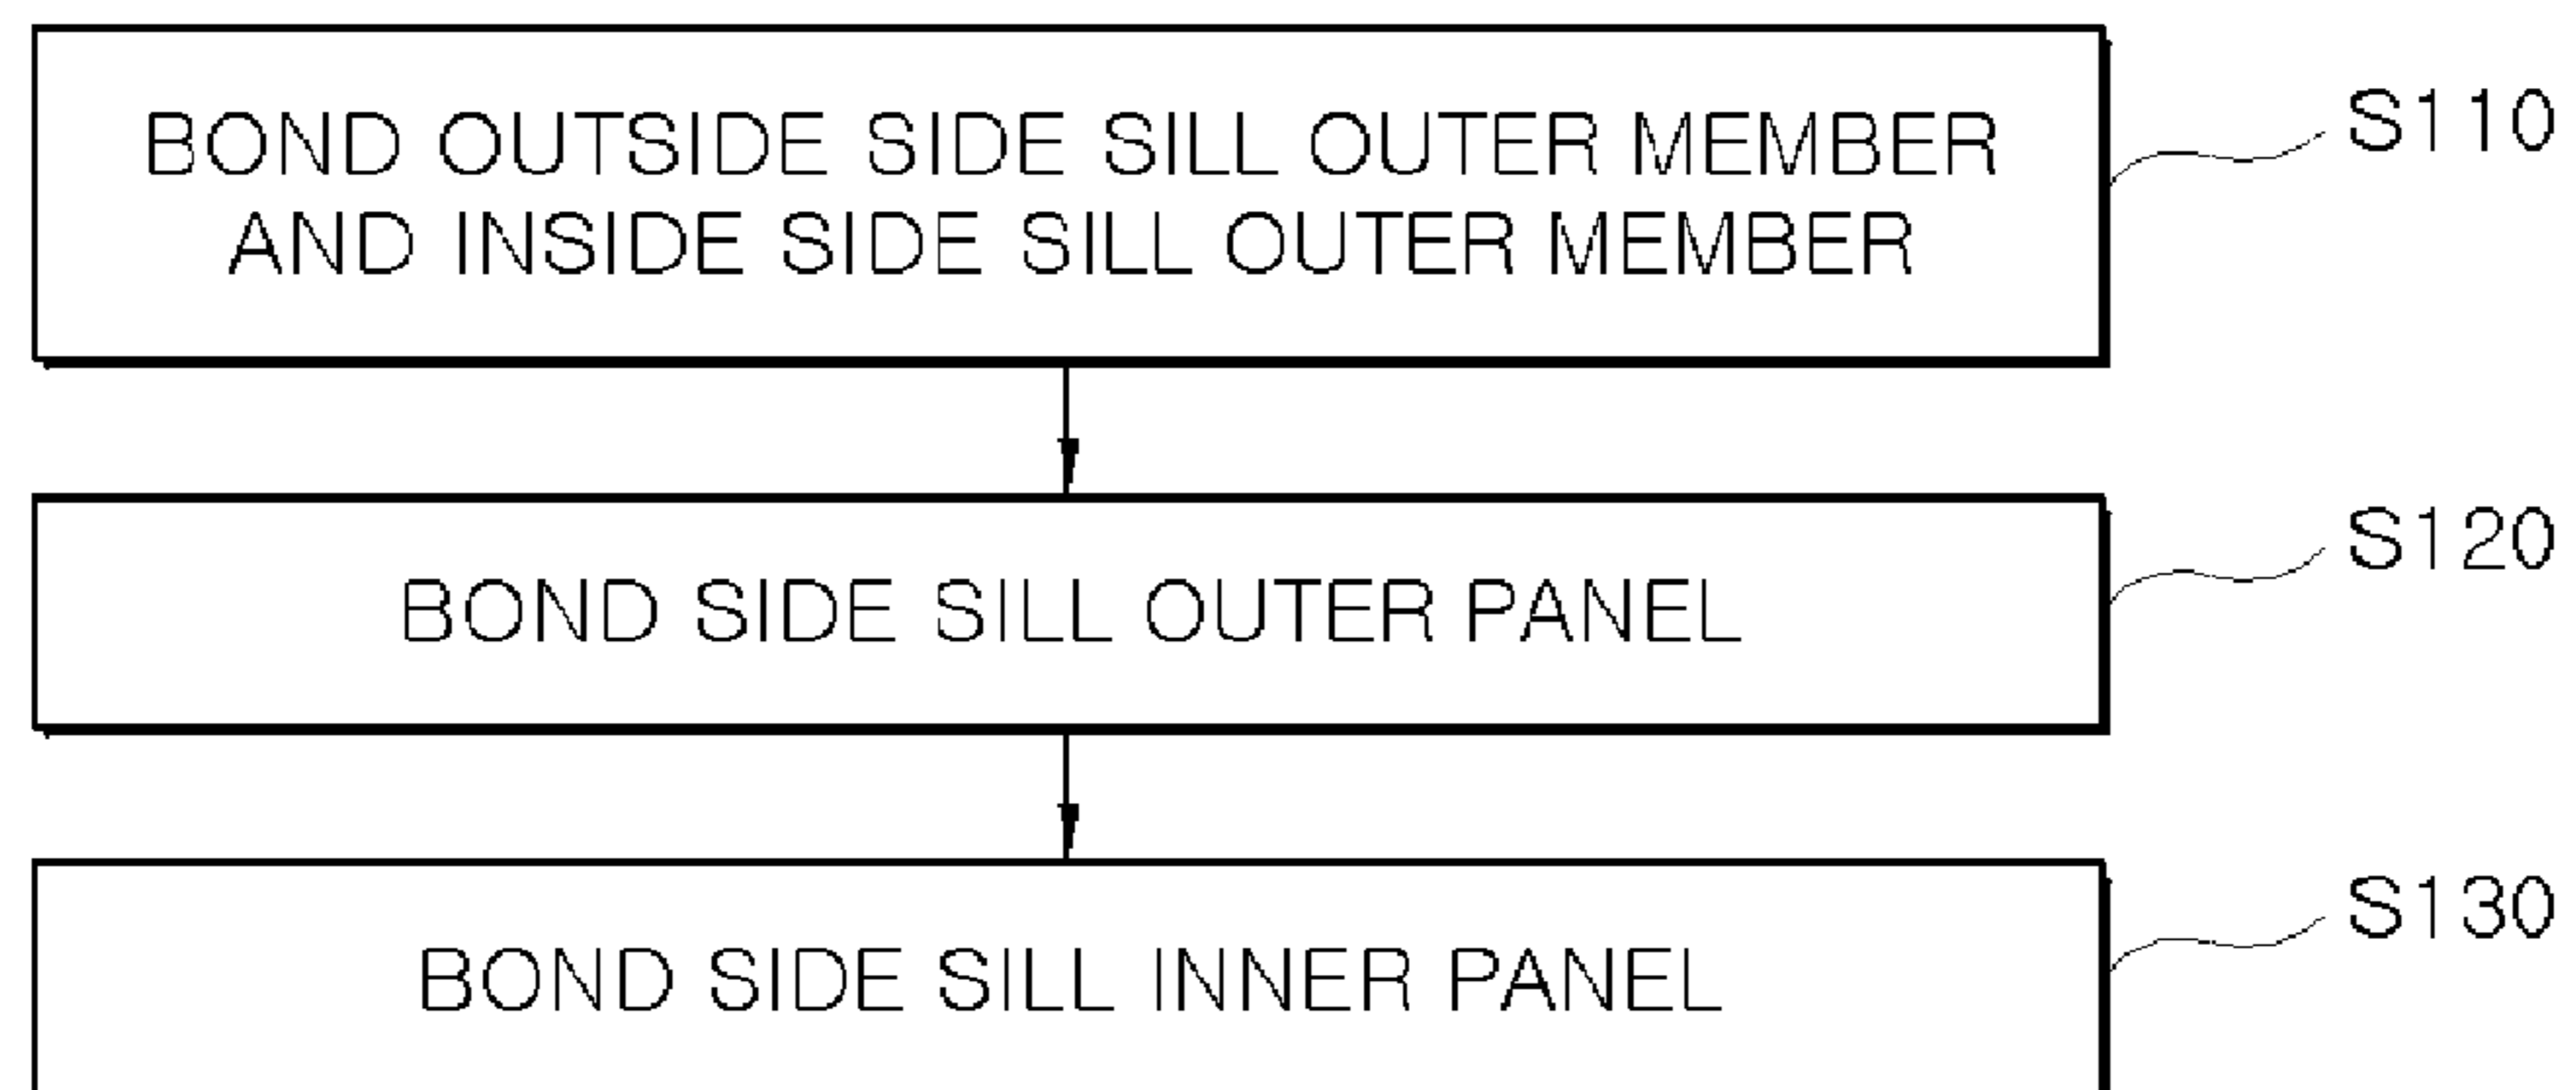 BOND OUTSIDE SIDE SILL OUTER MEMBER
AND INSIDE SIDE SILL OUTER MEMBER
S110
BOND SIDE SILL OUTER PANEL
S120
BOND SIDE SILL INNER PANEL
S130